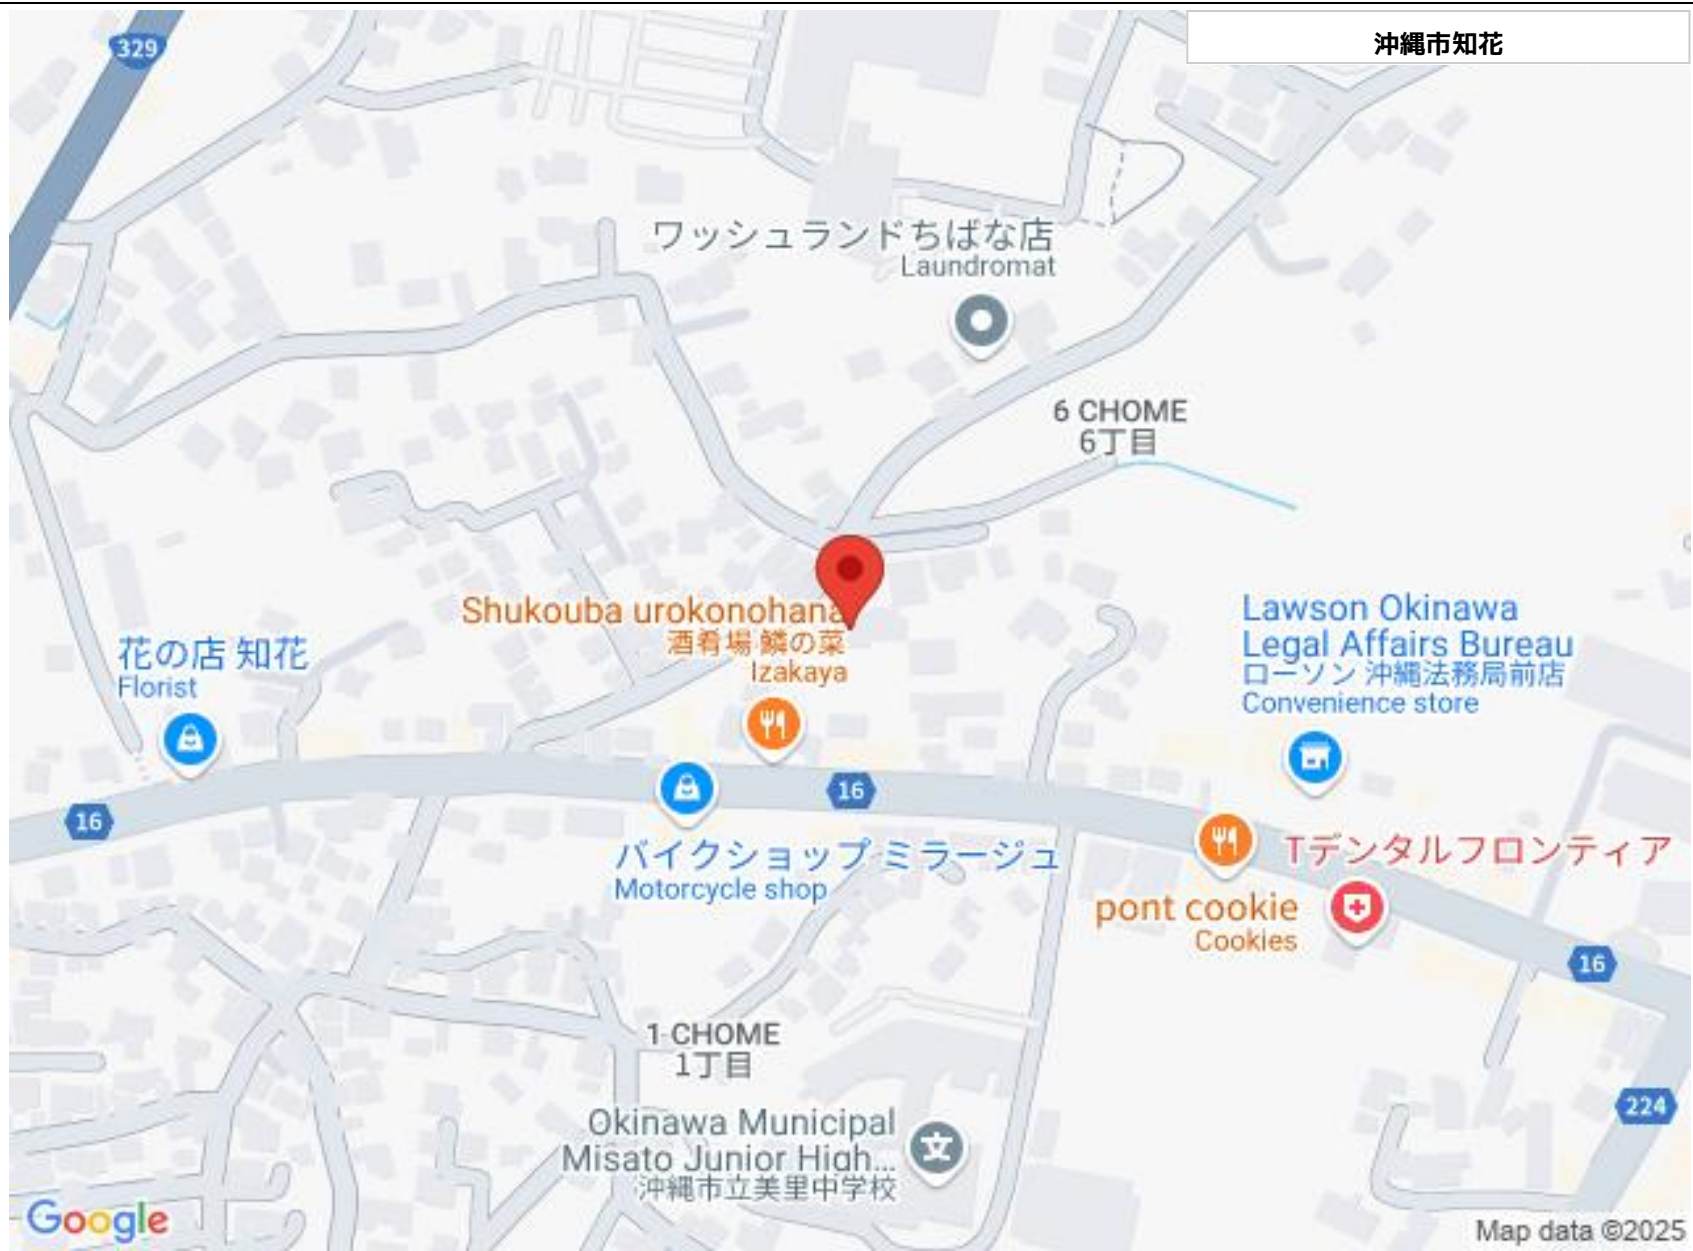 329
沖縄市知花
ワッシュランドちばな店
Laundromat
6 CHOME
6丁目
Shukouba urokonohana
酒肴場 鱗の菜
Izakaya
花の店 知花
Florist
Lawson Okinawa
Legal Affairs Bureau
ローソン 沖縄法務局前店
Convenience store
16
16
バイクショップ ミラージュ
Motorcycle shop
Tデンタルフロンティア
pont cookie
Cookies
16
1 CHOME
1丁目
224
Okinawa Municipal
Misato Junior High...
沖縄市立美里中学校
文
Google
Map data ©2025